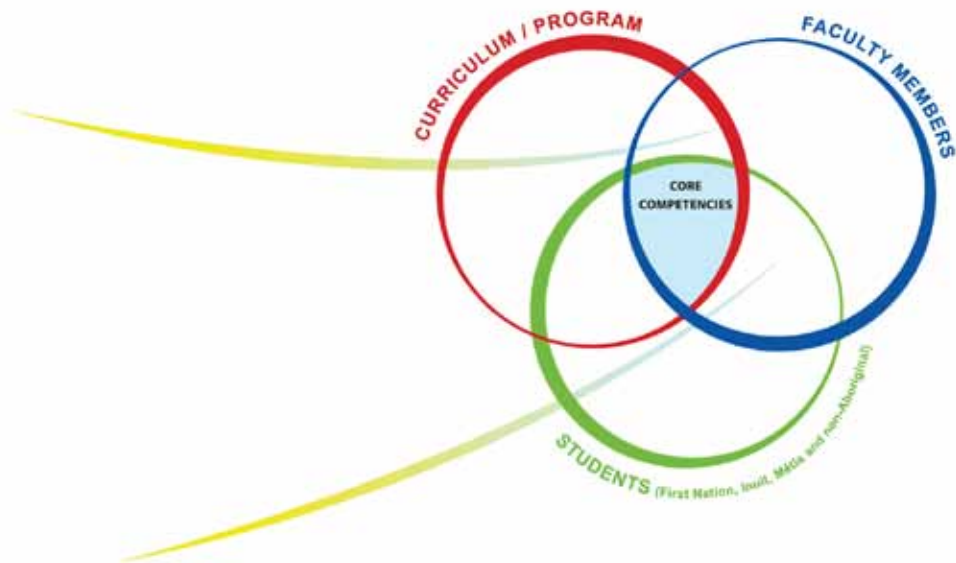 CURRICULUM / PROGRAM
FACULTY MEMBERS
CORE
COMPETENCIES
STUDENTS (First Nation, Inuit, Métis and non-Aboriginal)